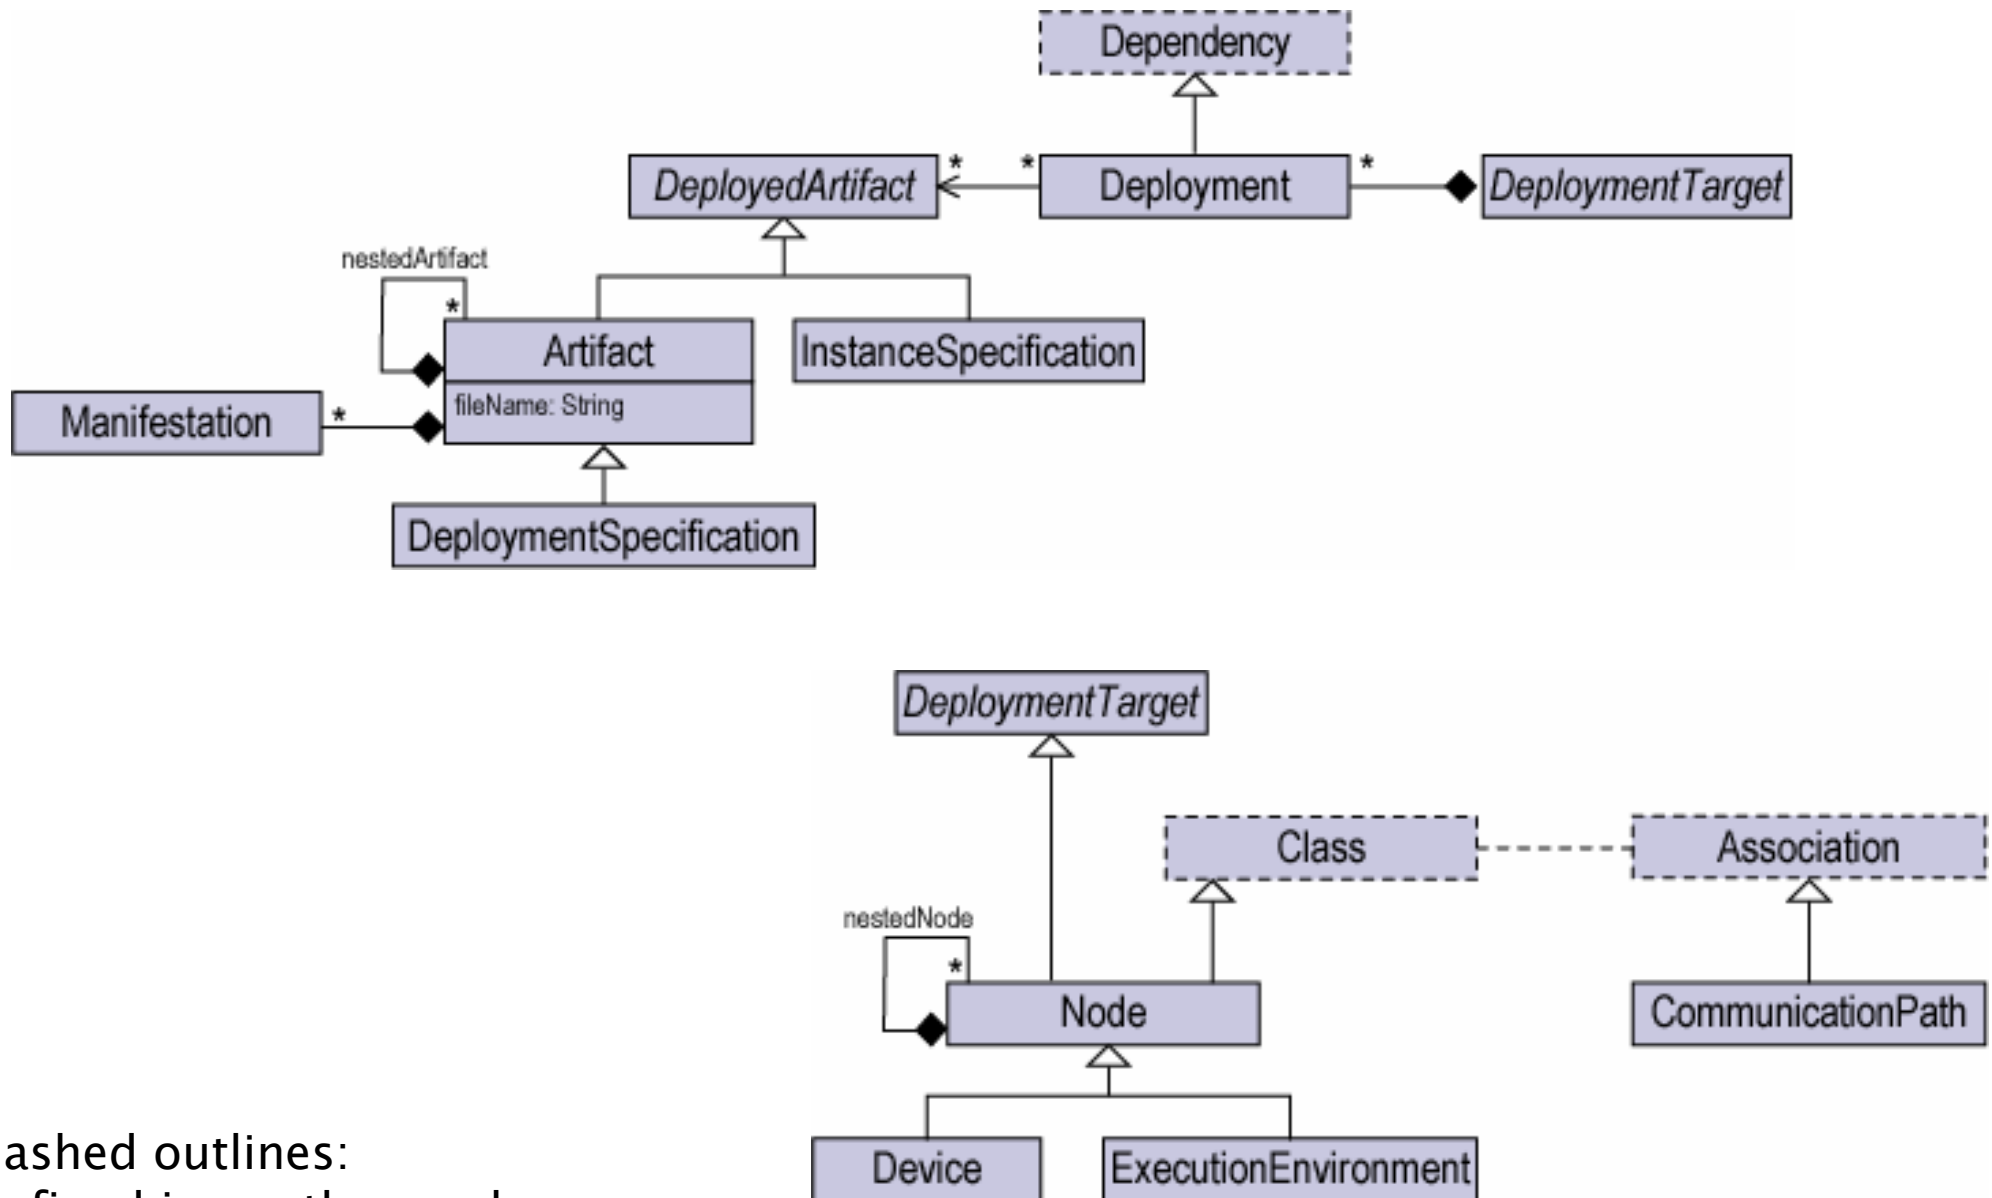 Dependency
DeployedArtifact
*
*
Deployment
*
DeploymentTarget
nestedArtifact
*
Artifact
InstanceSpecification
fileName: String
Manifestation
*
DeploymentSpecification
DeploymentTarget
Class
Association
nestedNode
*
Node
CommunicationPath
Device
ExecutionEnvironment
ashed outlines: